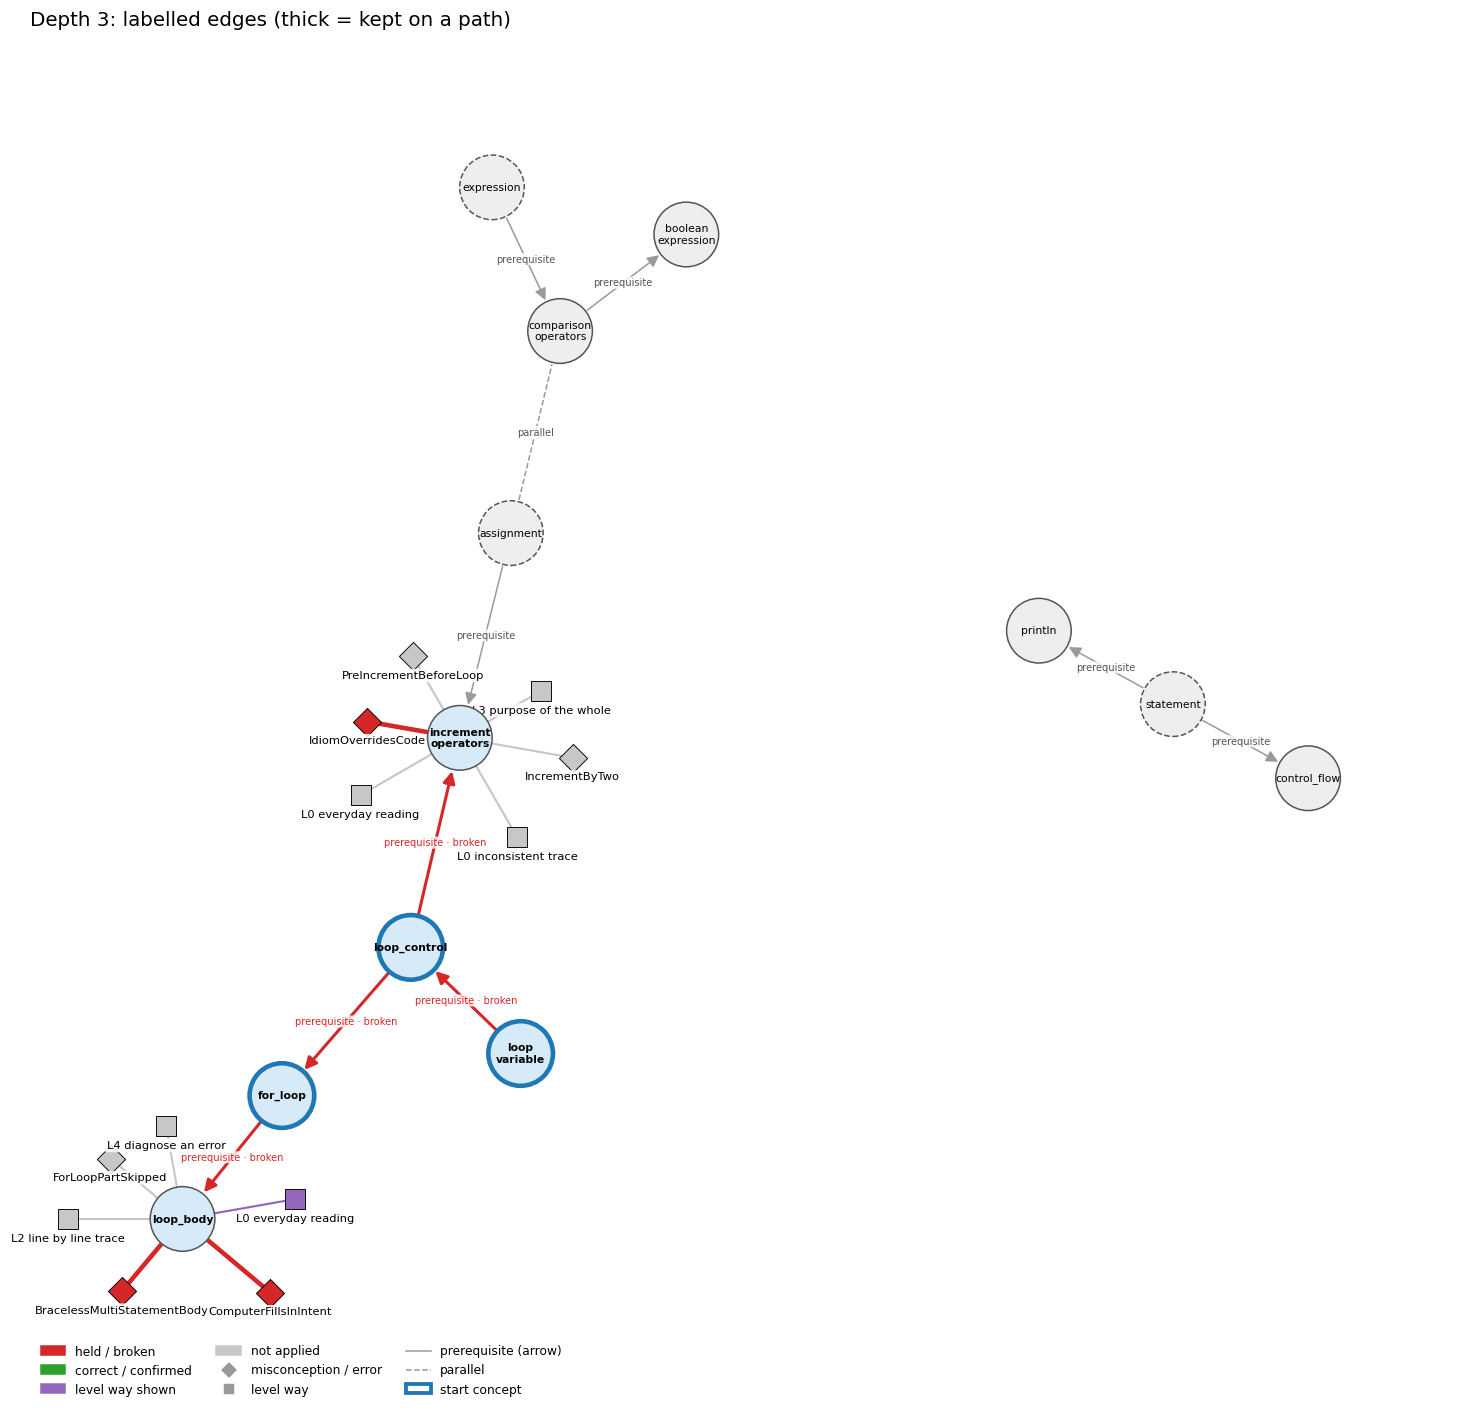 Depth 3: labelled edges (thick = kept on a path)
expression
boolean
expression
prerequisite
prerequisite
comparison
operators
parallel
assignment
println
prerequisite
prerequisite
PreIncrementBeforeLoop
statement
L3 purpose of the whole
IdiomOverridesCode
increment
operators
prerequisite
IncrementByTwo
control_flow
L0 everyday reading
prerequisite · broken
L0 inconsistent trace
loop_control
prerequisite · broken
prerequisite · broken
loop
variable
for_loop
L4 diagnose an error
prerequisite · broken
ForLoopPartSkipped
loop_body
L0 everyday reading
L2 line by line trace
BracelessMultiStatementBody
ComputerFillsInIntent
held / broken
correct / confirmed
level way shown
not applied
misconception / error
level way
prerequisite (arrow)
parallel
start concept